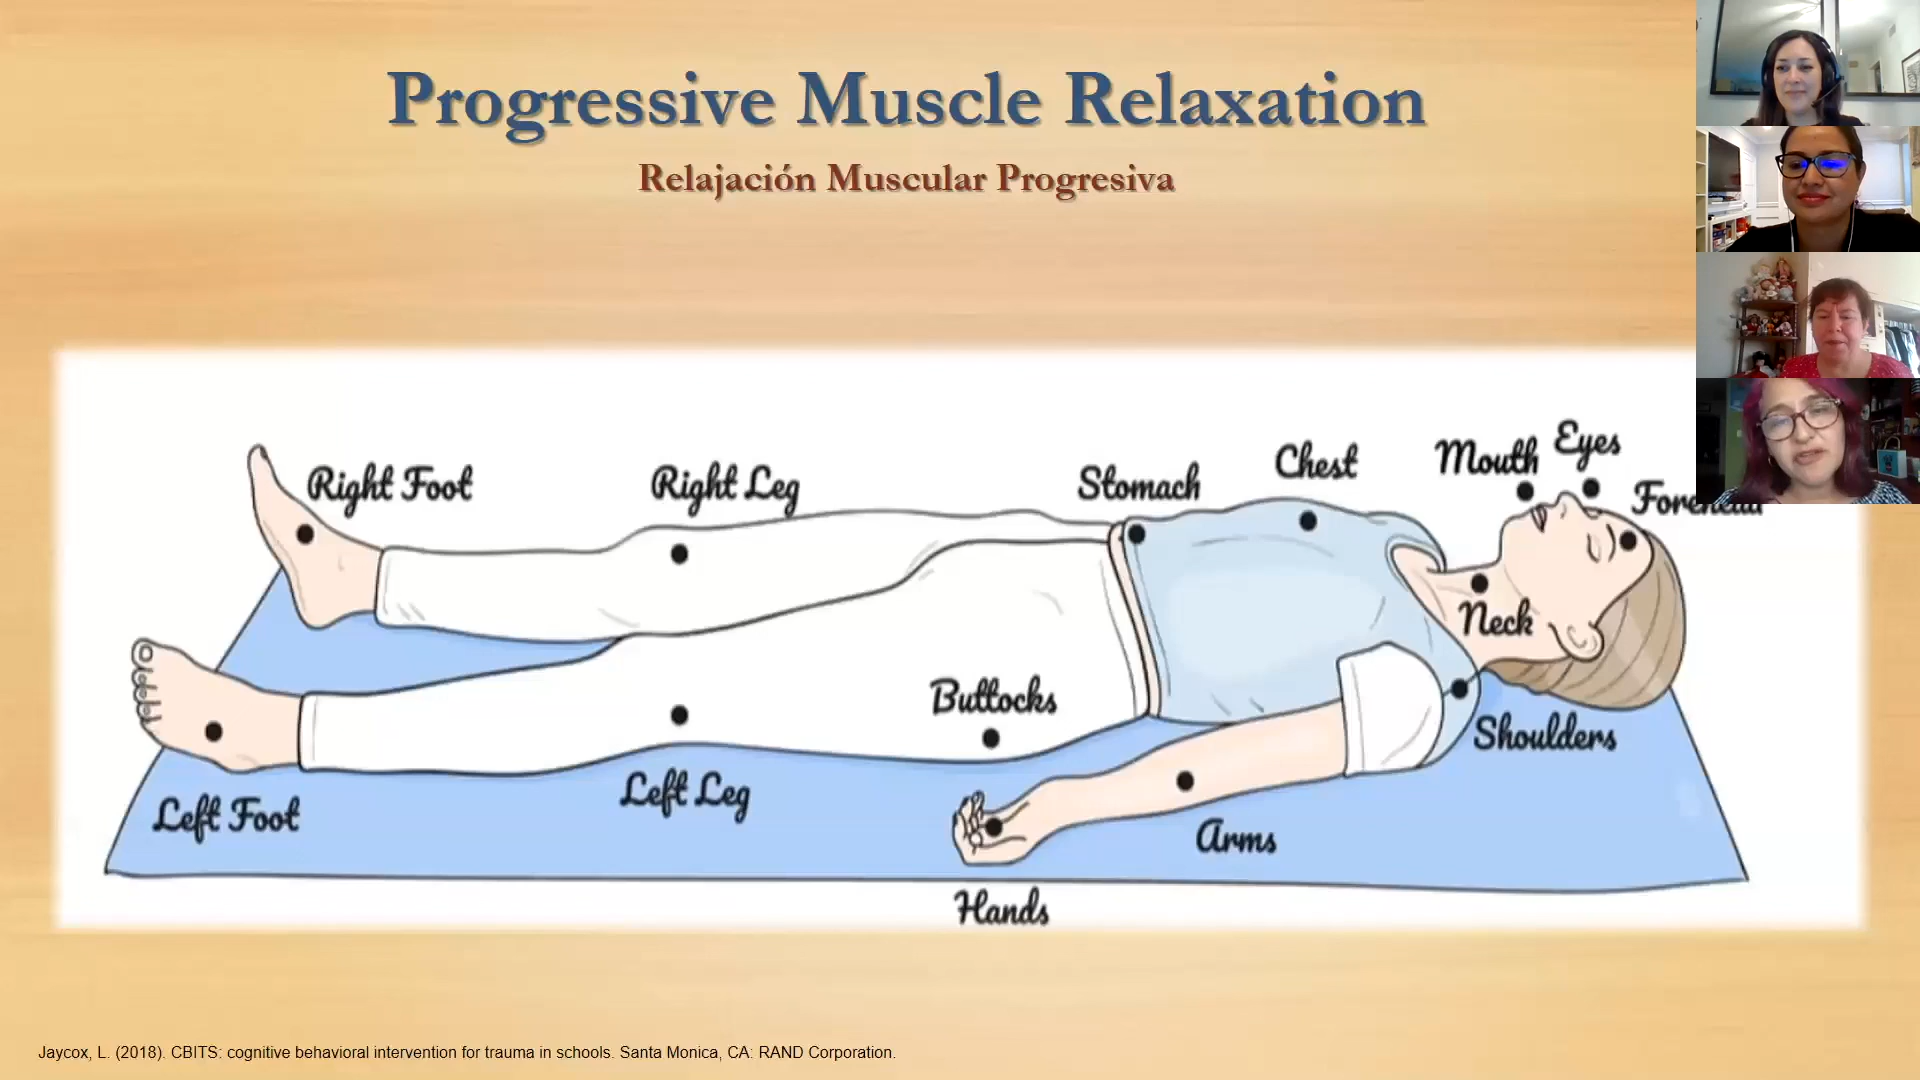 Progressive Muscle Relaxation
Relajación Muscular Progresiva
Right Foot
Right Leg
Stomach
Chest
Mouth
Eyes
Forehead
Neck
Buttocks
Shoulders
Left Foot
Left Leg
Arms
Hands
Jaycox, L. (2018). CBITS: cognitive behavioral intervention for trauma in schools. Santa Monica, CA: RAND Corporation.